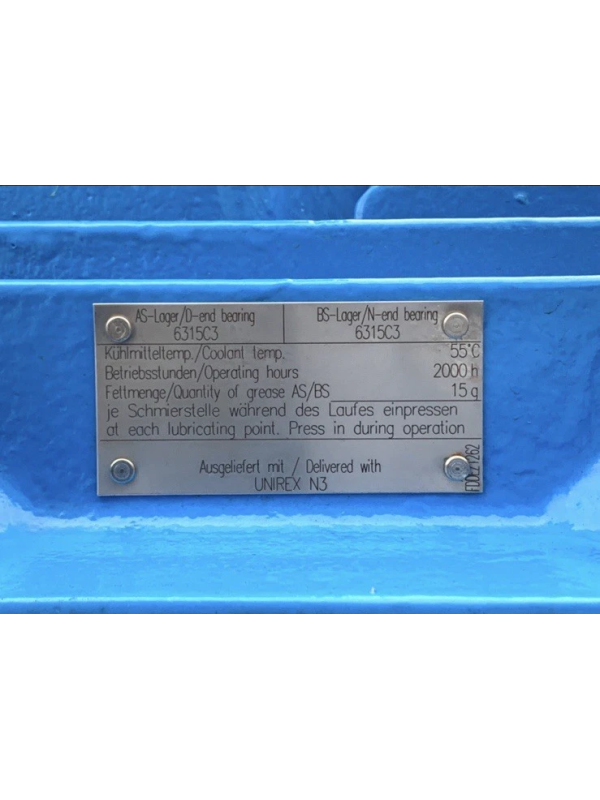 AS-Lager/D-end bearing
6315C3
BS-Lager/N-end bearing
6315C3
Kühlmitteltemp./Coolant temp. 55°C
Betriebsstunden/Operating hours 2000 h
Fettmenge/Quantity of grease AS/BS 15 g
je Schmierstelle während des Laufes einpressen
at each lubricating point. Press in during operation
Ausgeliefert mit / Delivered with
UNIREX N3